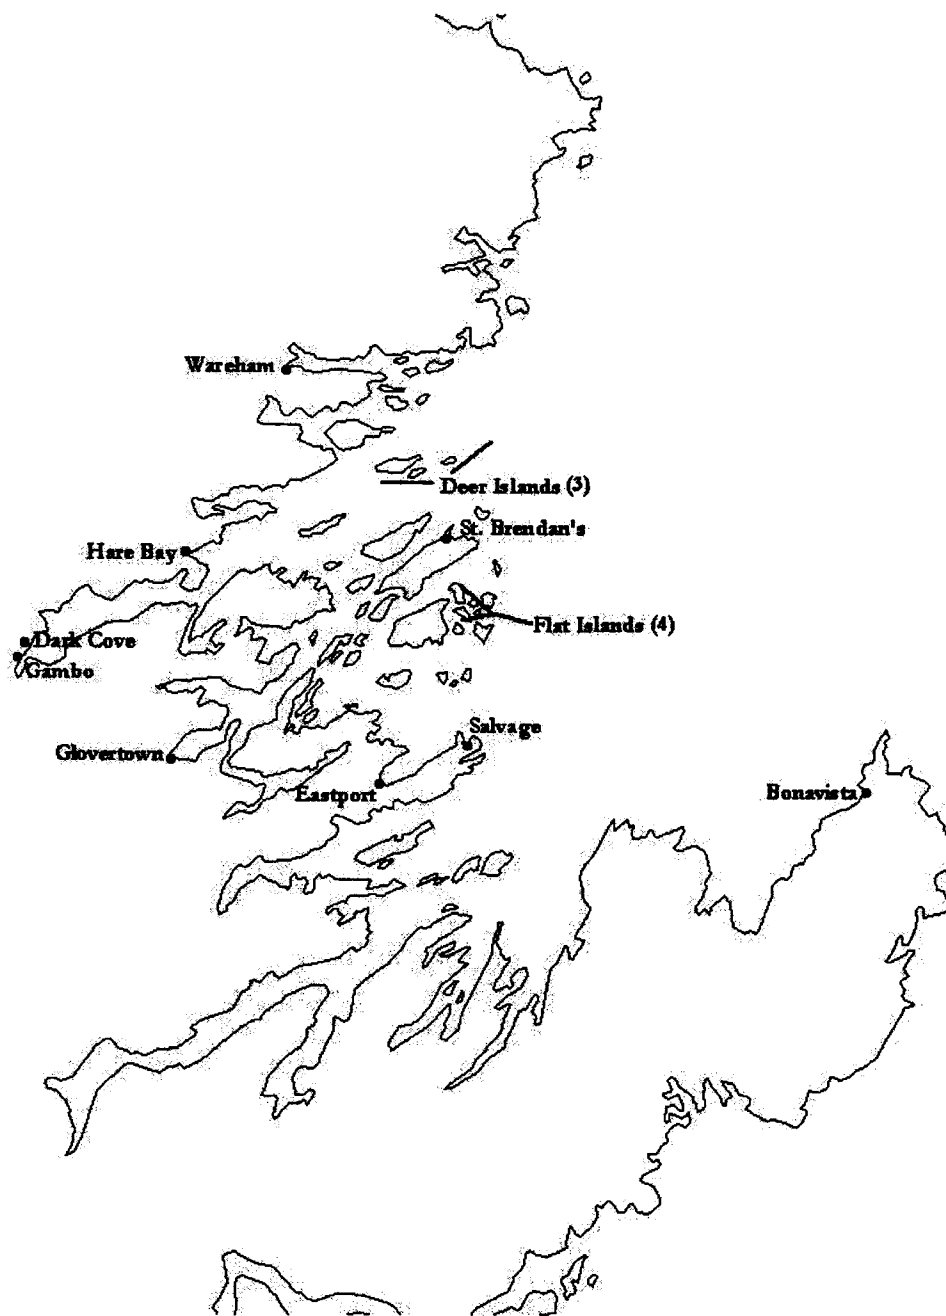 Wareham
Deer Islands (3)
St. Brendan's
Hare Bay
Flat Islands (4)
Dark Cove
Gambo
Salvage
Glovertown
Eastport
Bonavista